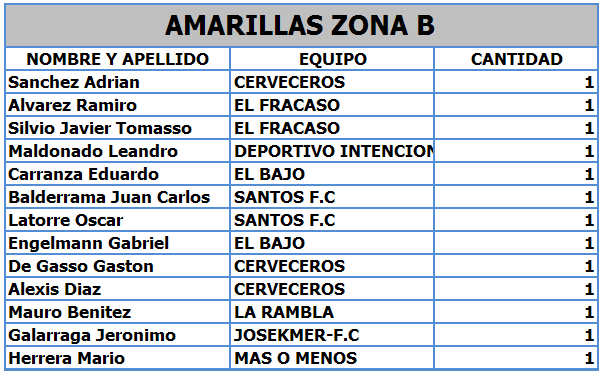 AMARILLAS ZONA B
NOMBRE Y APELLIDO EQUIPO CANTIDAD
Sanchez Adrian CERVECEROS 1
Alvarez Ramiro EL FRACASO 1
Silvio Javier Tomasso EL FRACASO 1
Maldonado Leandro DEPORTIVO INTENCION 1
Carranza Eduardo EL BAJO 1
Balderrama Juan Carlos SANTOS F.C 1
Latorre Oscar SANTOS F.C 1
Engelmann Gabriel EL BAJO 1
De Gasso Gaston CERVECEROS 1
Alexis Diaz CERVECEROS 1
Mauro Benitez LA RAMBLA 1
Galarraga Jeronimo JOSEKMER-F.C 1
Herrera Mario MAS O MENOS 1